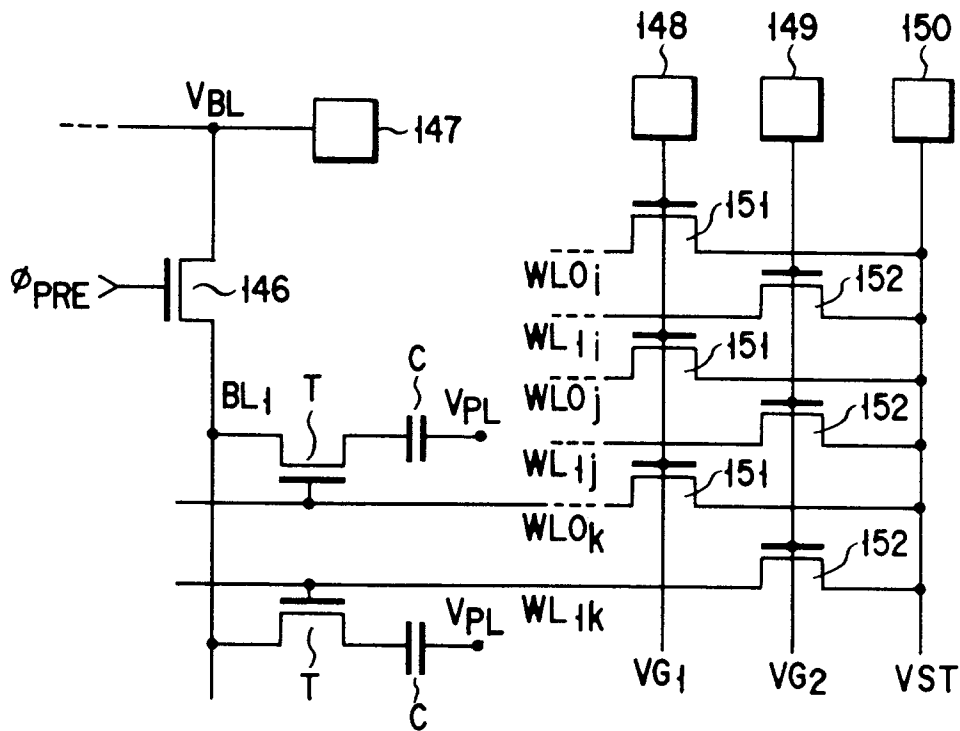 148 149 150
VBL
147
151
ϕPRE
146
WL0i
152
WL1i
151
C
T
VPL
WL0j
BL1
152
WL1j
151
WL0k
152
VPL
WL1k
T
C
VG1 VG2 VST